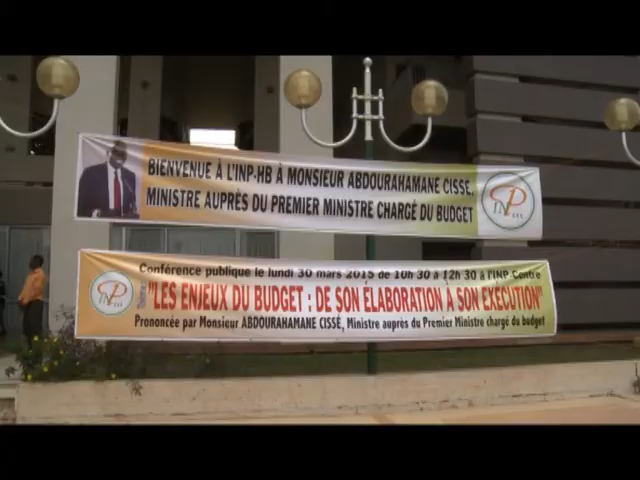 BIENVENUE À L'INP-HB À MONSIEUR ABDOURAHAMANE CISSE,
MINISTRE AUPRÈS DU PREMIER MINISTRE CHARGÉ DU BUDGET
Conférence publique le lundi 30 mars 2015 de 10h 30 à 12h 30 à l'INP Centre
"LES ENJEUX DU BUDGET : DE SON ÉLABORATION À SON EXÉCUTION"
Prononcée par Monsieur ABDOURAHAMANE CISSÉ, Ministre auprès du Premier Ministre chargé du budget